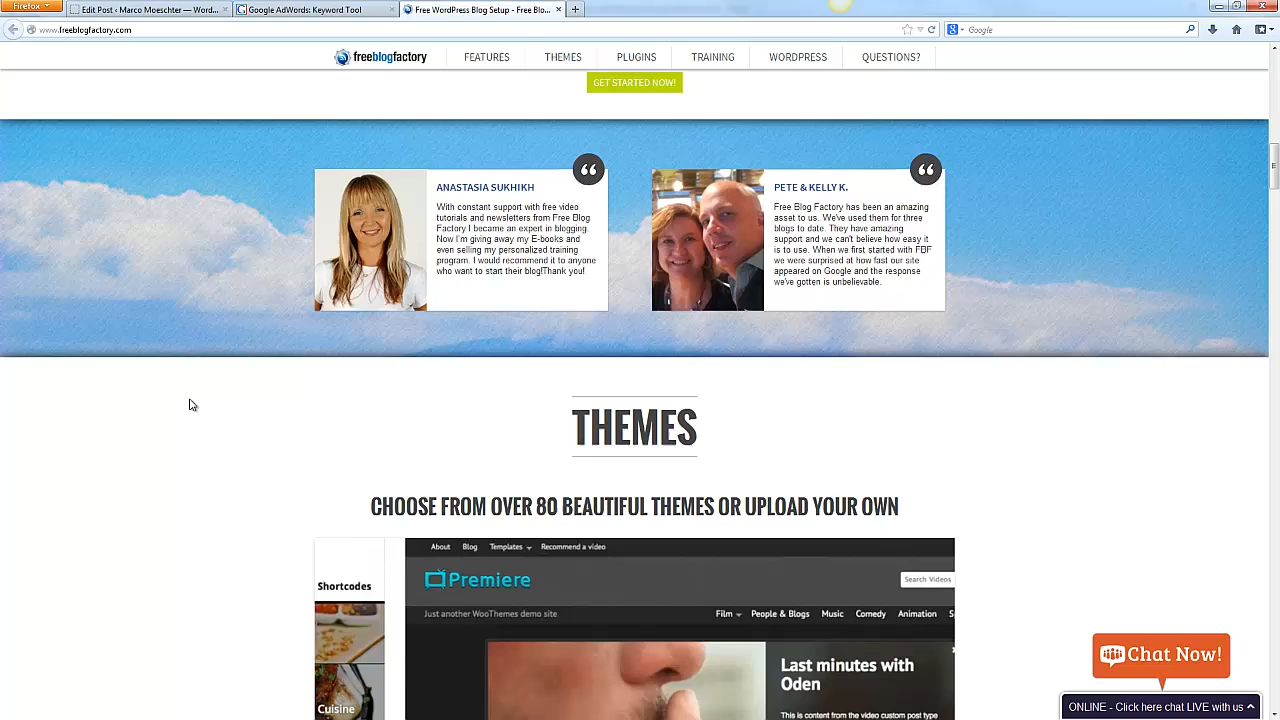 Firefox
Edit Post ‹ Marco Moeschter — Word...
Google AdWords: Keyword Tool
Free WordPress Blog Setup - Free Blo...
www.freeblogfactory.com
Google
freeblogfactory
FEATURES
THEMES
PLUGINS
TRAINING
WORDPRESS
QUESTIONS?
GET STARTED NOW!
ANASTASIA SUKHIKH
With constant support with free video
tutorials and newsletters from Free Blog
Factory I became an expert in blogging.
Now I'm giving away my E-books and
even selling my personalized training
program. I would recommend it to anyone
who want to start their blog!Thank you!
PETE & KELLY K.
Free Blog Factory has been an amazing
asset to us. We've used them for three
blogs to date. They have amazing
support and we can't believe how easy it
is to use. When we first started with FBF
we were surprised at how fast our site
appeared on Google and the response
we've gotten is unbelievable.
THEMES
CHOOSE FROM OVER 80 BEAUTIFUL THEMES OR UPLOAD YOUR OWN
Shortcodes
Cuisine
About
Blog
Templates
Recommend a video
Premiere
Search Videos
Just another WooThemes demo site
Film
People & Blogs
Music
Comedy
Animation
S
Last minutes with
Oden
This is content from the video custom post type
Chat Now!
ONLINE - Click here chat LIVE with us